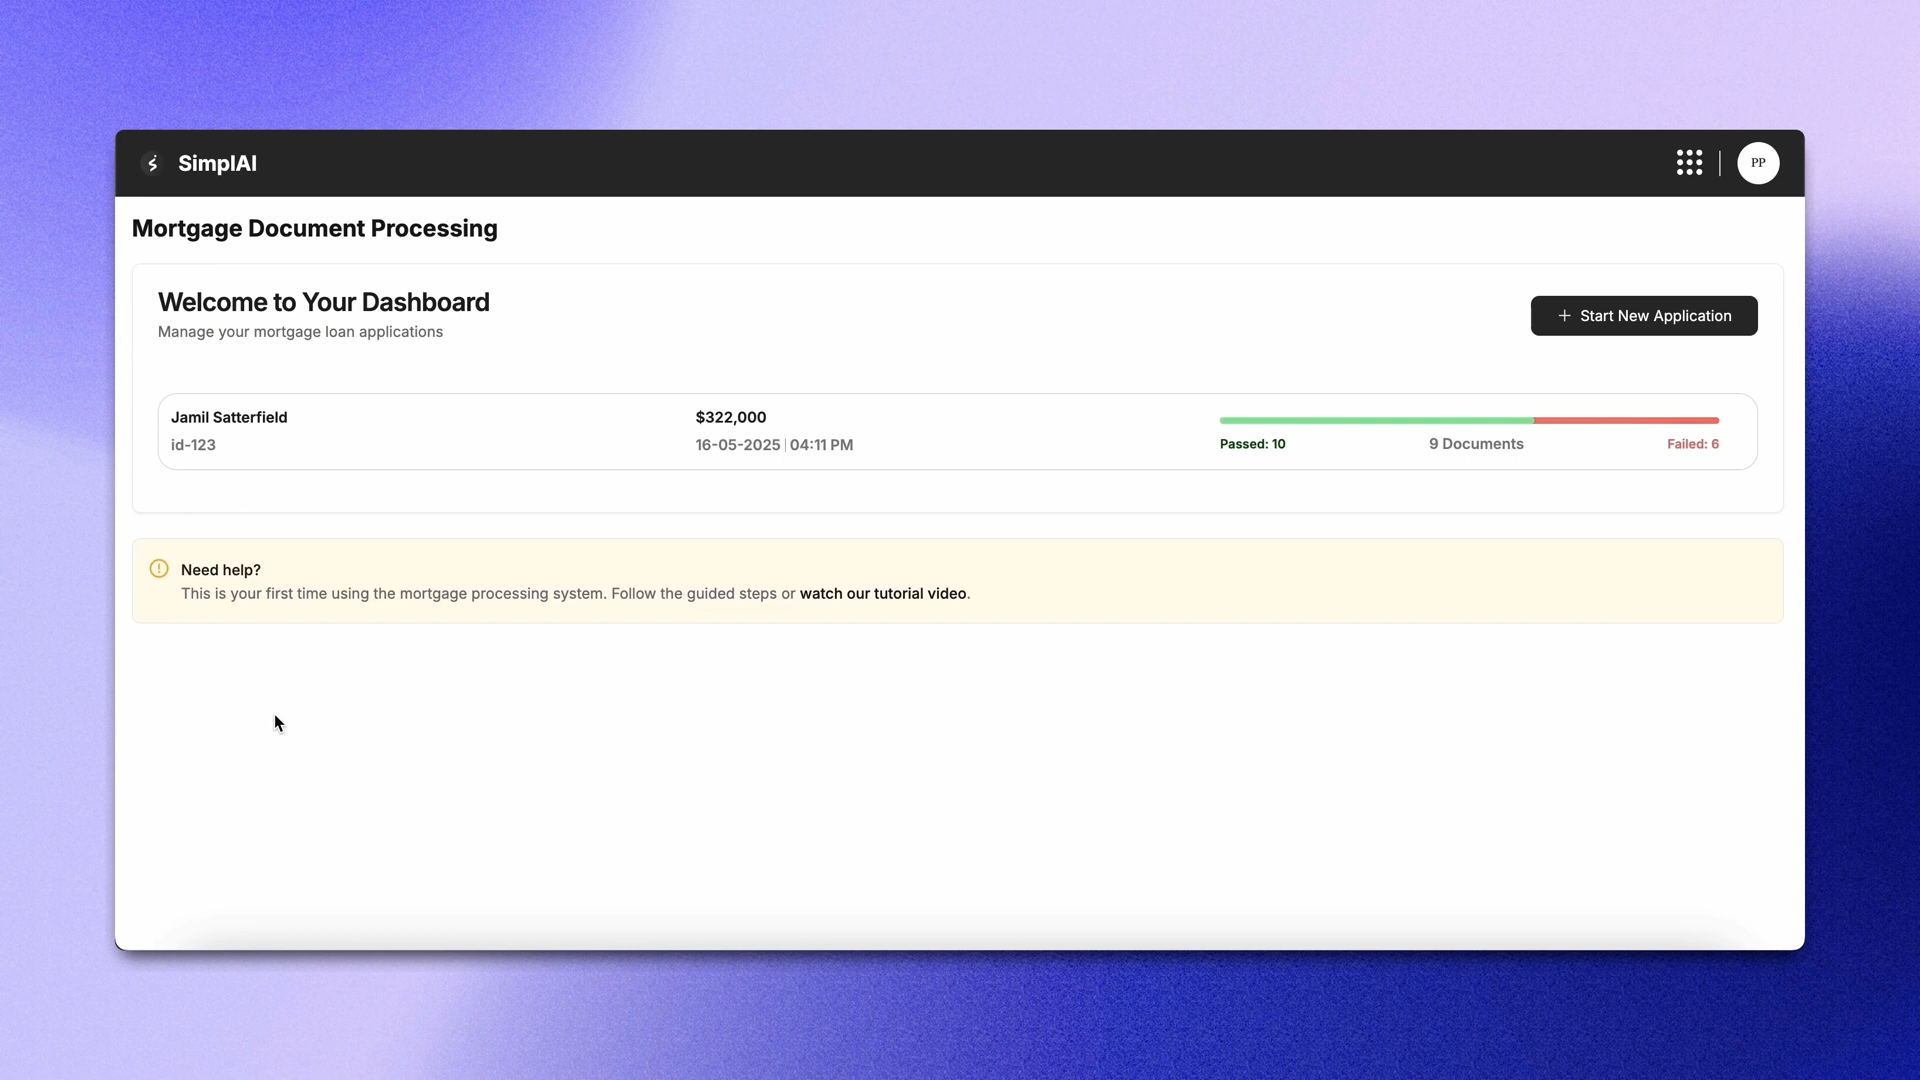 SimplAI
PP
Mortgage Document Processing
Welcome to Your Dashboard
Manage your mortgage loan applications
+ Start New Application
Jamil Satterfield
$322,000
id-123
16-05-2025 | 04:11 PM
Passed: 10
9 Documents
Failed: 6
Need help?
This is your first time using the mortgage processing system. Follow the guided steps or watch our tutorial video.